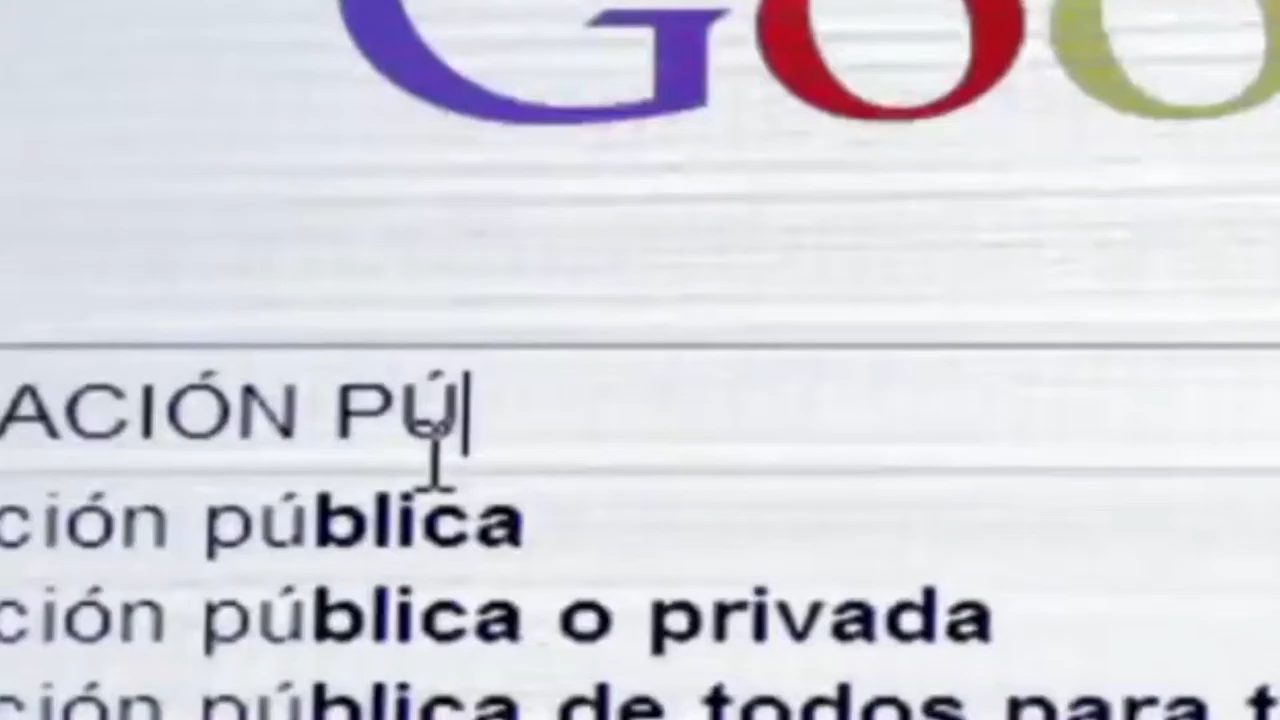 Goo
ACIÓN PÚ
ción pública
ción pública o privada
ción pública de todos para t